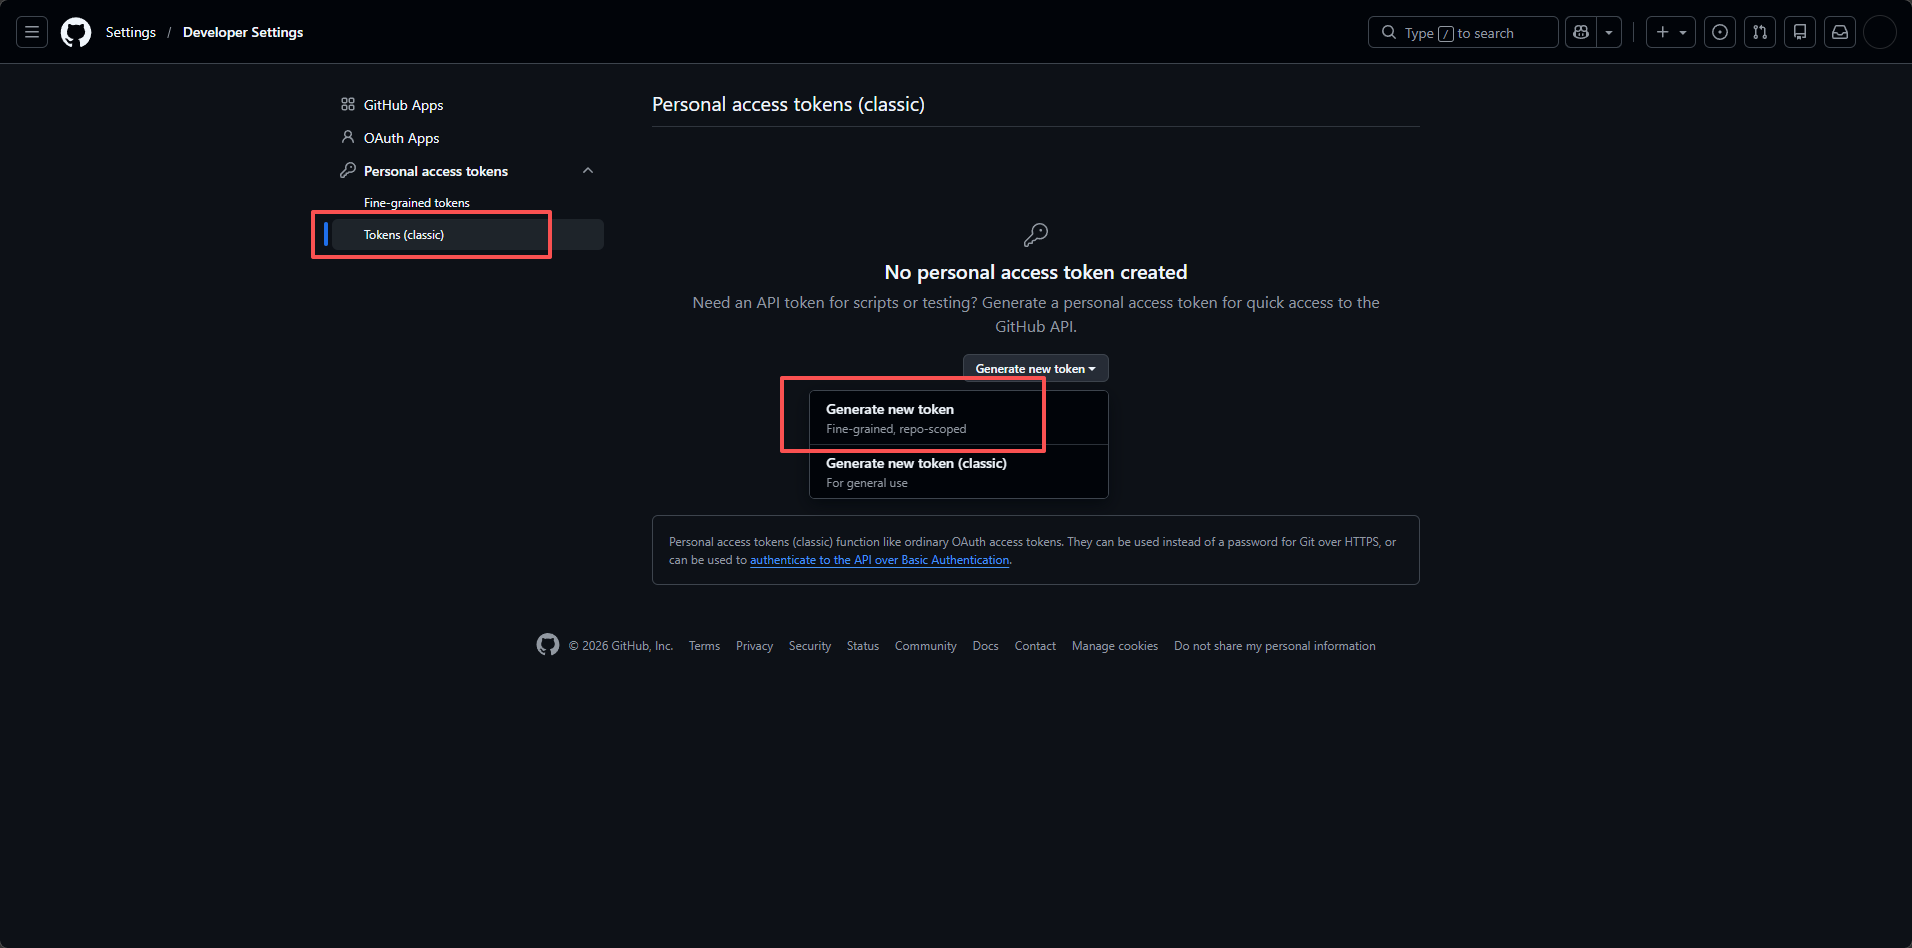 Settings / Developer Settings
Type / to search
GitHub Apps
OAuth Apps
Personal access tokens
Fine-grained tokens
Tokens (classic)
Personal access tokens (classic)
No personal access token created
Need an API token for scripts or testing? Generate a personal access token for quick access to the
GitHub API.
Generate new token
Generate new token
Fine-grained, repo-scoped
Generate new token (classic)
For general use
Personal access tokens (classic) function like ordinary OAuth access tokens. They can be used instead of a password for Git over HTTPS, or
can be used to authenticate to the API over Basic Authentication.
© 2026 GitHub, Inc. Terms Privacy Security Status Community Docs Contact Manage cookies Do not share my personal information